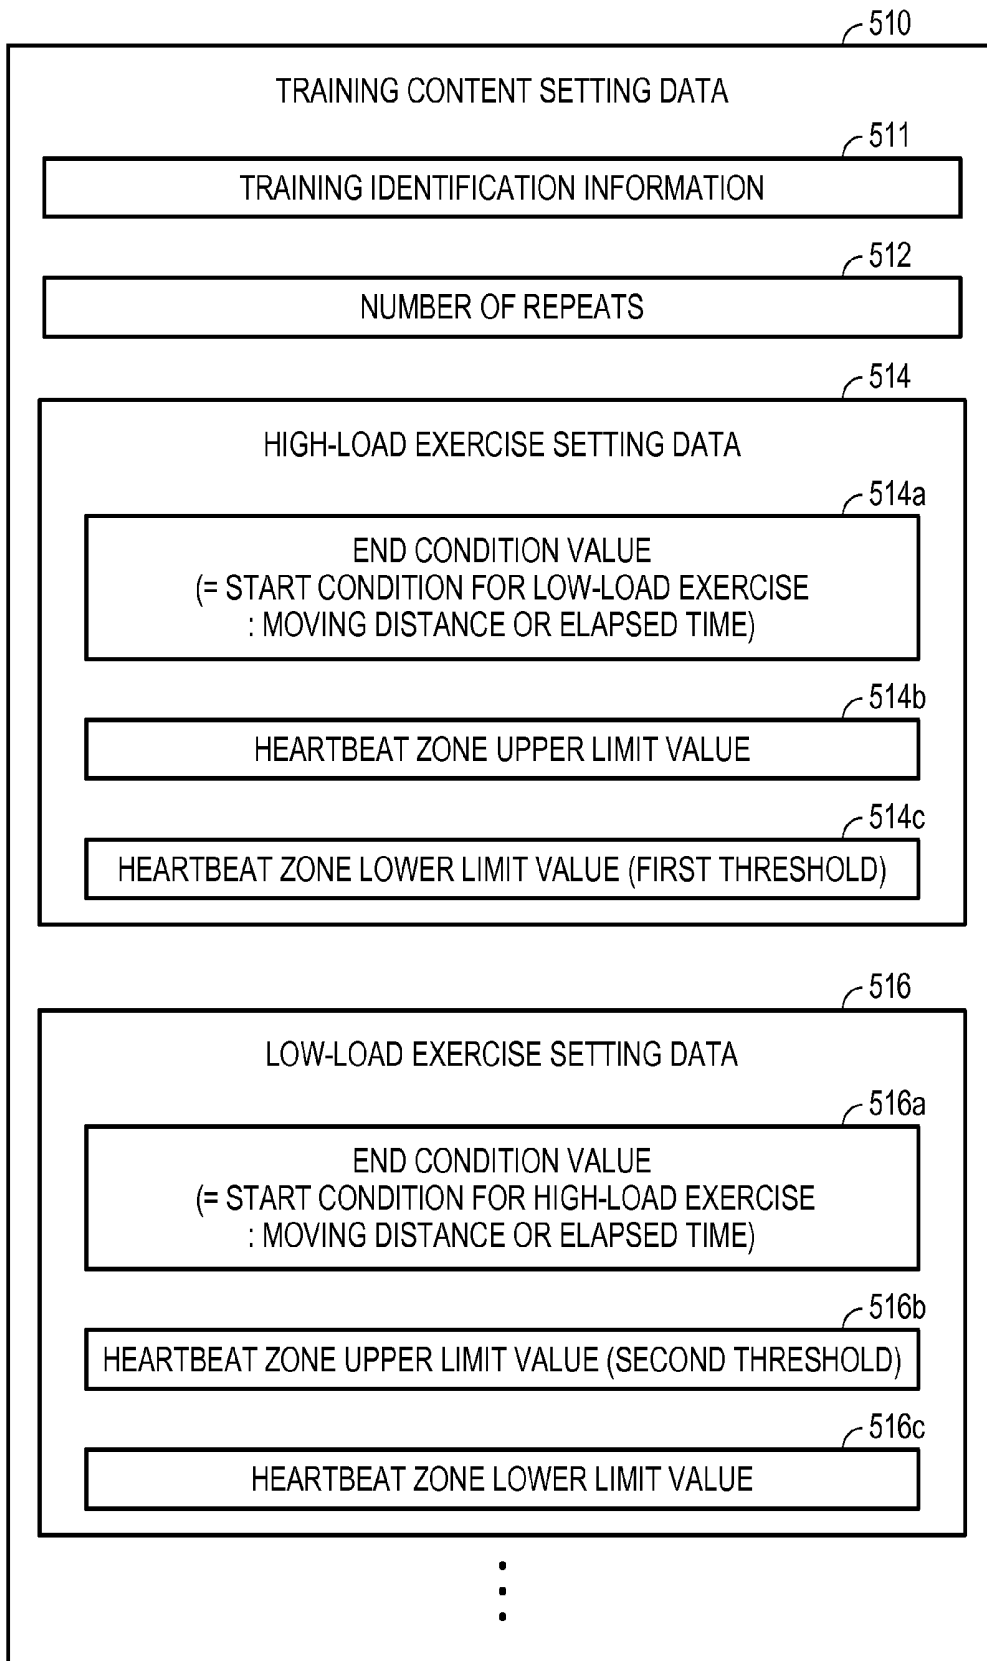 510
TRAINING CONTENT SETTING DATA
511
TRAINING IDENTIFICATION INFORMATION
512
NUMBER OF REPEATS
514
HIGH-LOAD EXERCISE SETTING DATA
514a
END CONDITION VALUE
(= START CONDITION FOR LOW-LOAD EXERCISE
: MOVING DISTANCE OR ELAPSED TIME)
514b
HEARTBEAT ZONE UPPER LIMIT VALUE
514c
HEARTBEAT ZONE LOWER LIMIT VALUE (FIRST THRESHOLD)
516
LOW-LOAD EXERCISE SETTING DATA
516a
END CONDITION VALUE
(= START CONDITION FOR HIGH-LOAD EXERCISE
: MOVING DISTANCE OR ELAPSED TIME)
516b
HEARTBEAT ZONE UPPER LIMIT VALUE (SECOND THRESHOLD)
516c
HEARTBEAT ZONE LOWER LIMIT VALUE